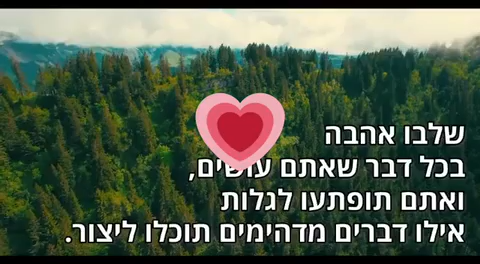 שלבו אהבה
בכל דבר שאתם עושים,
ואתם תופתעו לגלות
אילו דברים מדהימים תוכלו ליצור.